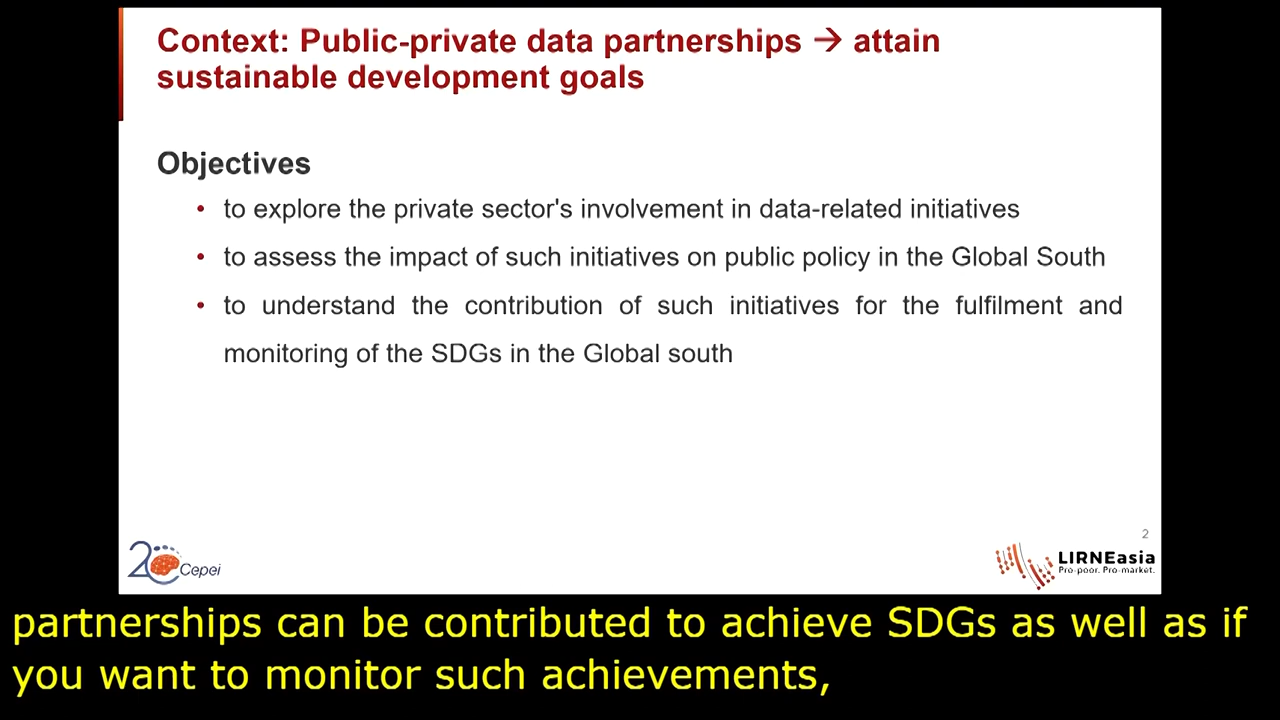 Context: Public-private data partnerships → attain
sustainable development goals
Objectives
• to explore the private sector's involvement in data-related initiatives
• to assess the impact of such initiatives on public policy in the Global South
• to understand the contribution of such initiatives for the fulfilment and
monitoring of the SDGs in the Global south
2
20 Cepei
LIRNEasia
Pro-poor. Pro-market.
partnerships can be contributed to achieve SDGs as well as if
you want to monitor such achievements,